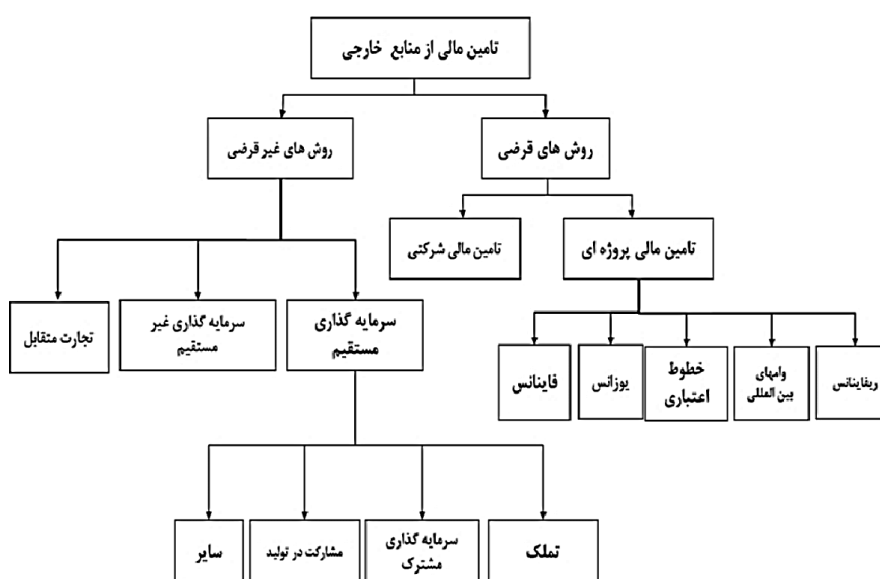 تامین مالی از منابع خارجی
روش های قرضی
روش های غیر قرضی
تامین مالی پروژه ای
تامین مالی شرکتی
سرمایه گذاری
مستقیم
سرمایه گذاری غیر
مستقیم
تجارت متقابل
ریفاینانس
وامهای
بین المللی
خطوط
اعتباری
یوزانس
فاینانس
تملک
سرمایه گذاری
مشترک
مشارکت در تولید
سایر